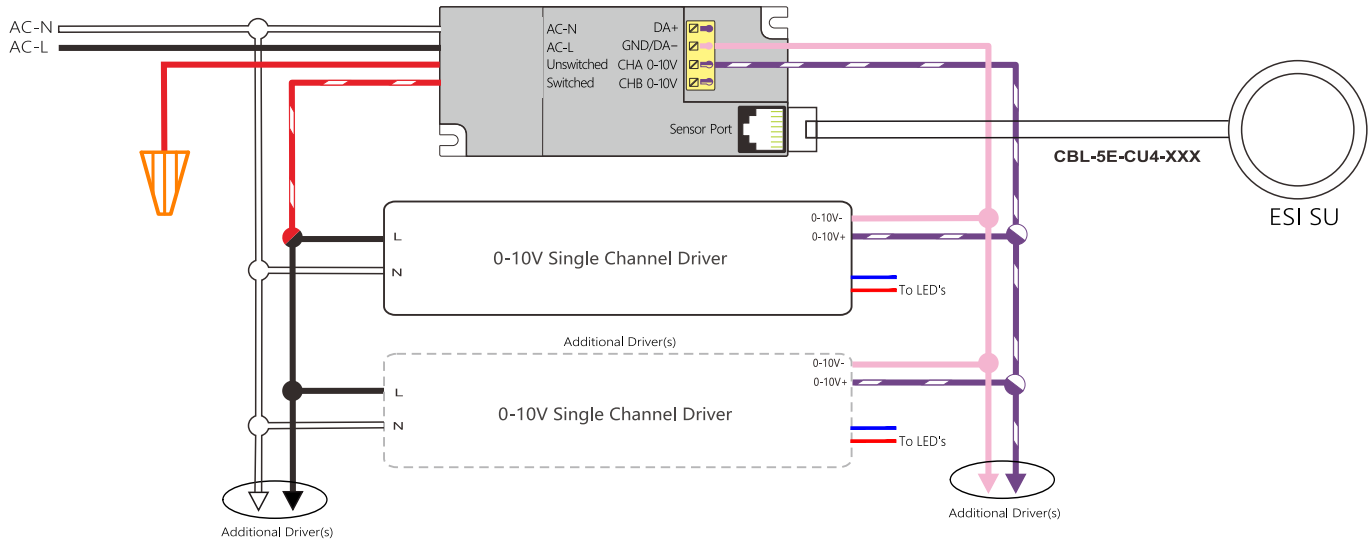 AC-N
AC-L
AC-N DA+
AC-L GND/DA−
Unswitched CHA 0-10V
Switched CHB 0-10V
Sensor Port
CBL-5E-CU4-XXX
ESI SU
0-10V-
L 0-10V+
0-10V Single Channel Driver
N
To LED's
Additional Driver(s)
0-10V-
0-10V+
L
0-10V Single Channel Driver
N
To LED's
Additional Driver(s)
Additional Driver(s)